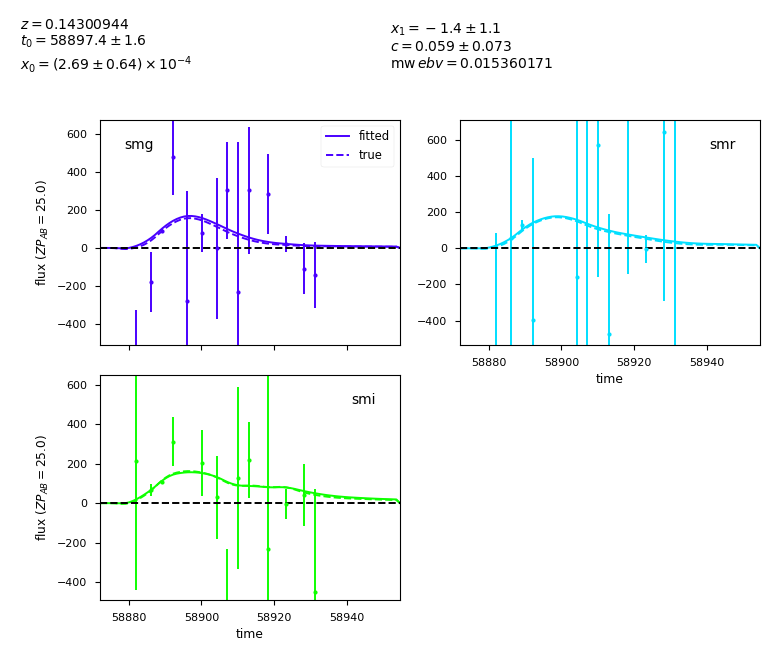 z = 0.14300944
t₀ = 58897.4 ± 1.6
x₀ = (2.69 ± 0.64) × 10⁻⁴
x₁ = −1.4 ± 1.1
c = 0.059 ± 0.073
mw ebv = 0.015360171
smg
fitted
true
600
400
200
0
−200
−400
flux (ZP_AB = 25.0)
smr
600
400
200
0
−200
−400
58880 58900 58920 58940
time
smi
600
400
200
0
−200
−400
flux (ZP_AB = 25.0)
58880 58900 58920 58940
time